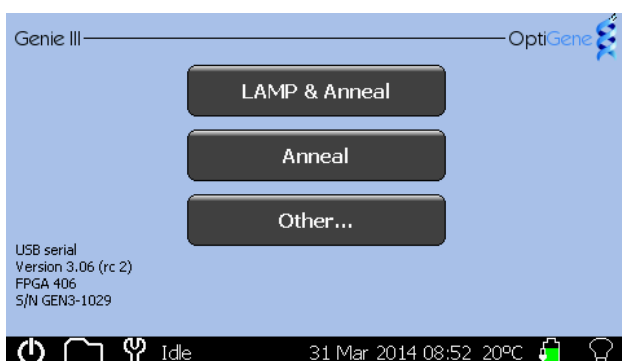 Genie III
OptiGene
LAMP & Anneal
Anneal
Other...
USB serial
Version 3.06 (rc 2)
FPGA 406
S/N GEN3-1029
Idle 31 Mar 2014 08:52 20ºC